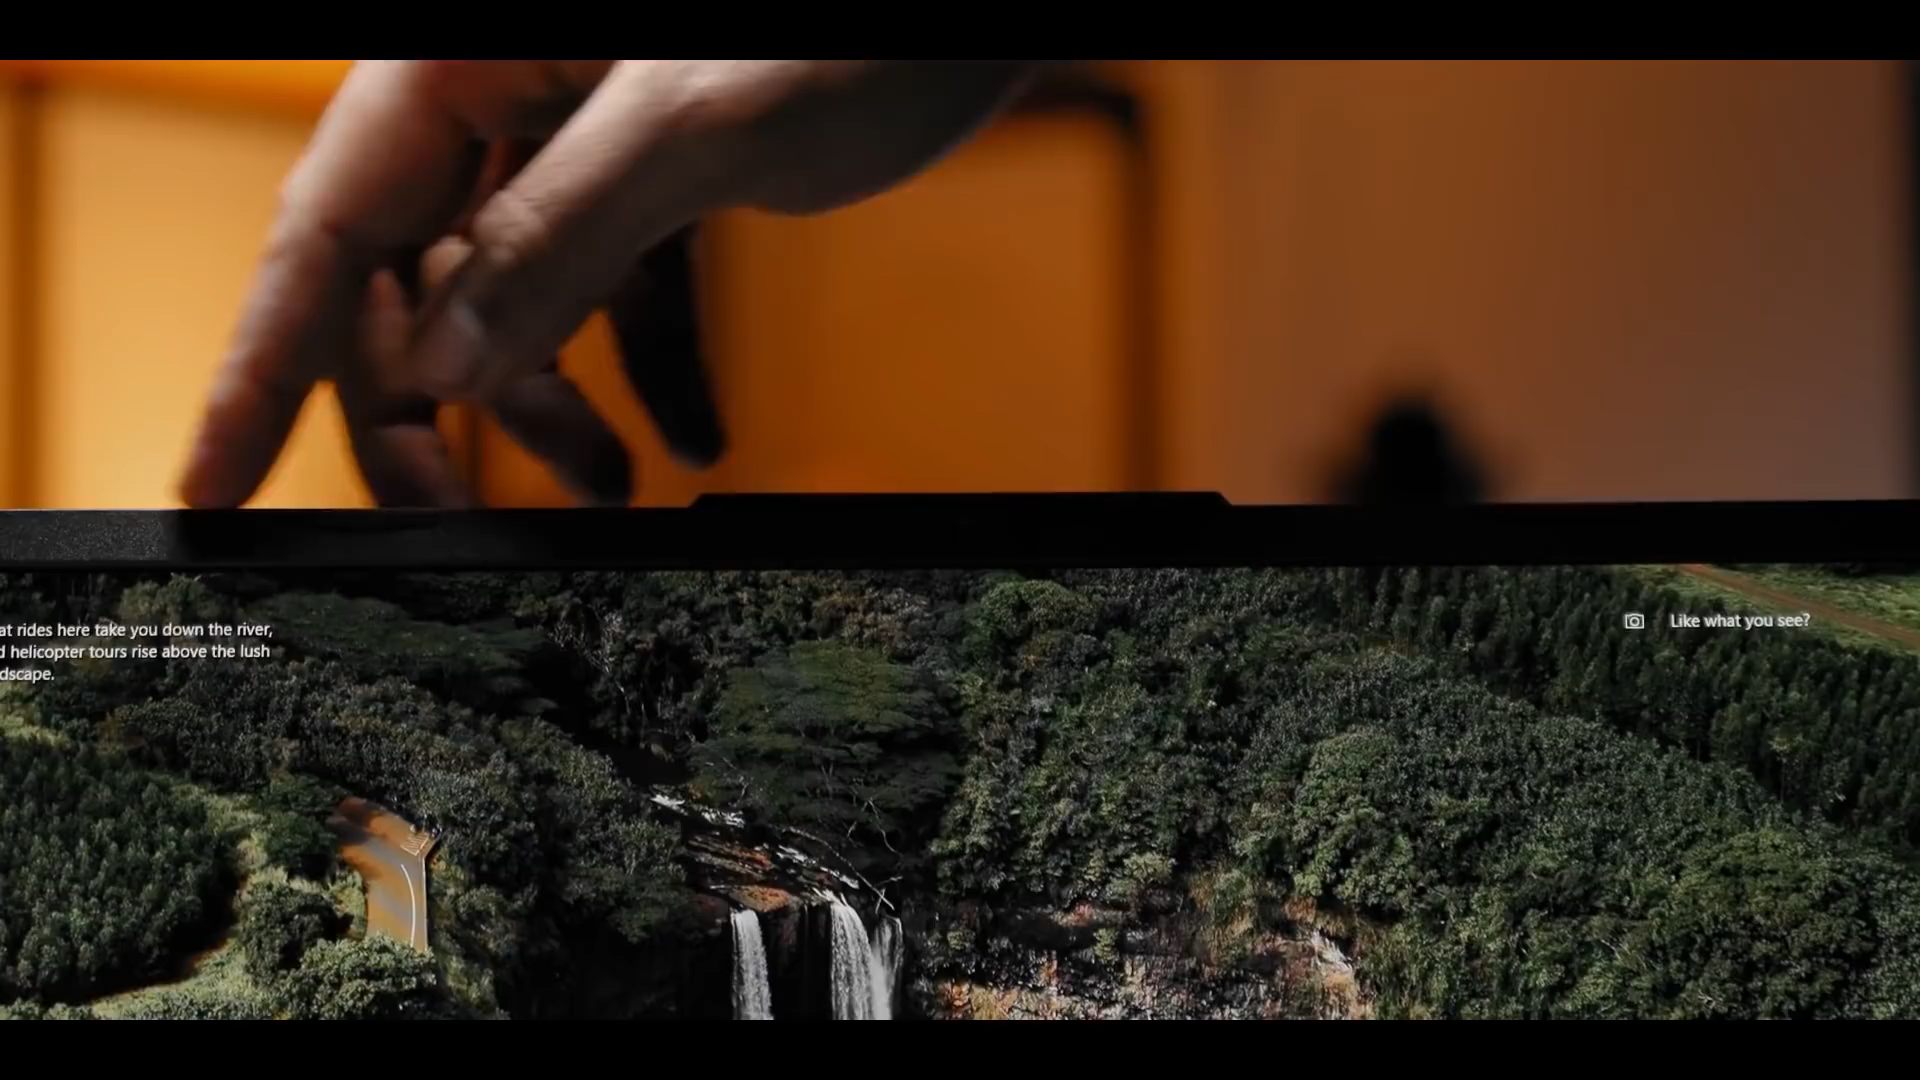 at rides here take you down the river,
helicopter tours rise above the lush
dscape.
Like what you see?